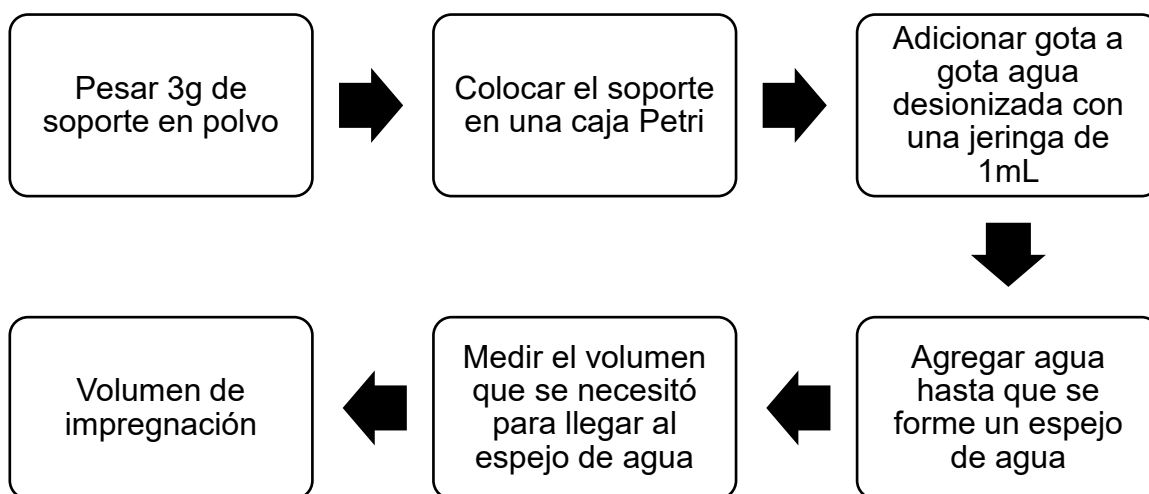 Pesar 3g de
soporte en polvo
Colocar el soporte
en una caja Petri
Adicionar gota a
gota agua
desionizada con
una jeringa de
1mL
Agregar agua
hasta que se
forme un espejo
de agua
Medir el volumen
que se necesitó
para llegar al
espejo de agua
Volumen de
impregnación